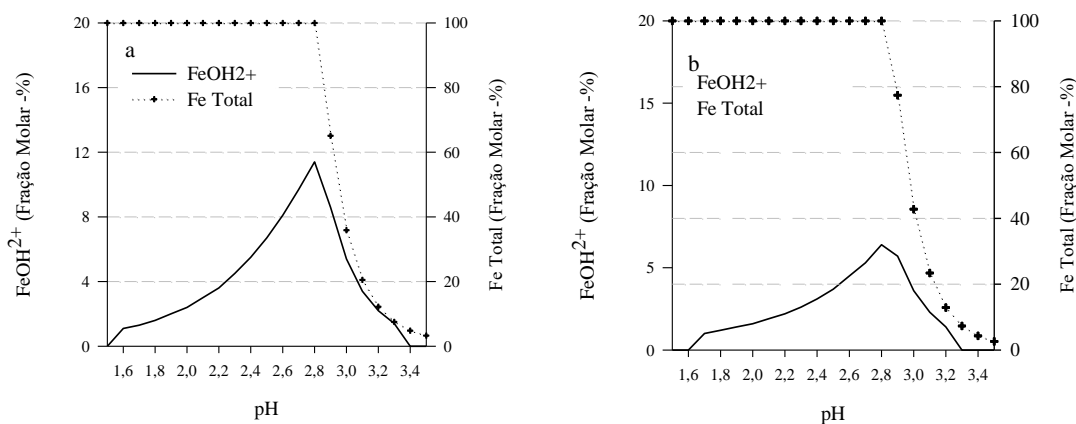 a
FeOH2+
Fe Total
20
16
12
8
4
0
100
80
60
40
20
0
1,6 1,8 2,0 2,2 2,4 2,6 2,8 3,0 3,2 3,4
pH
FeOH2+ (Fração Molar -%)
Fe Total (Fração Molar -%)
b
FeOH2+
Fe Total
20
15
10
5
0
100
80
60
40
20
0
1,6 1,8 2,0 2,2 2,4 2,6 2,8 3,0 3,2 3,4
pH
FeOH2+ (Fração Molar -%)
Fe Total (Fração Molar -%)